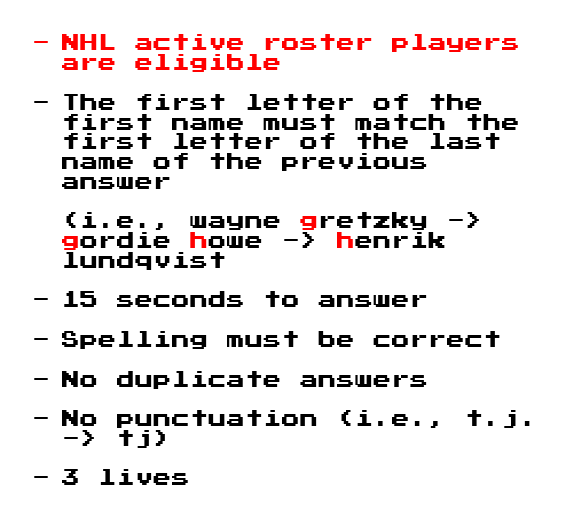 - NHL active roster players
are eligible
- The first letter of the
first name must match the
first letter of the last
name of the previous
answer
(i.e., wayne gretzky ->
gordie howe -> henrik
lundqvist
- 15 seconds to answer
- Spelling must be correct
- No duplicate answers
- No punctuation (i.e., t.j.
-> tj)
- 3 lives